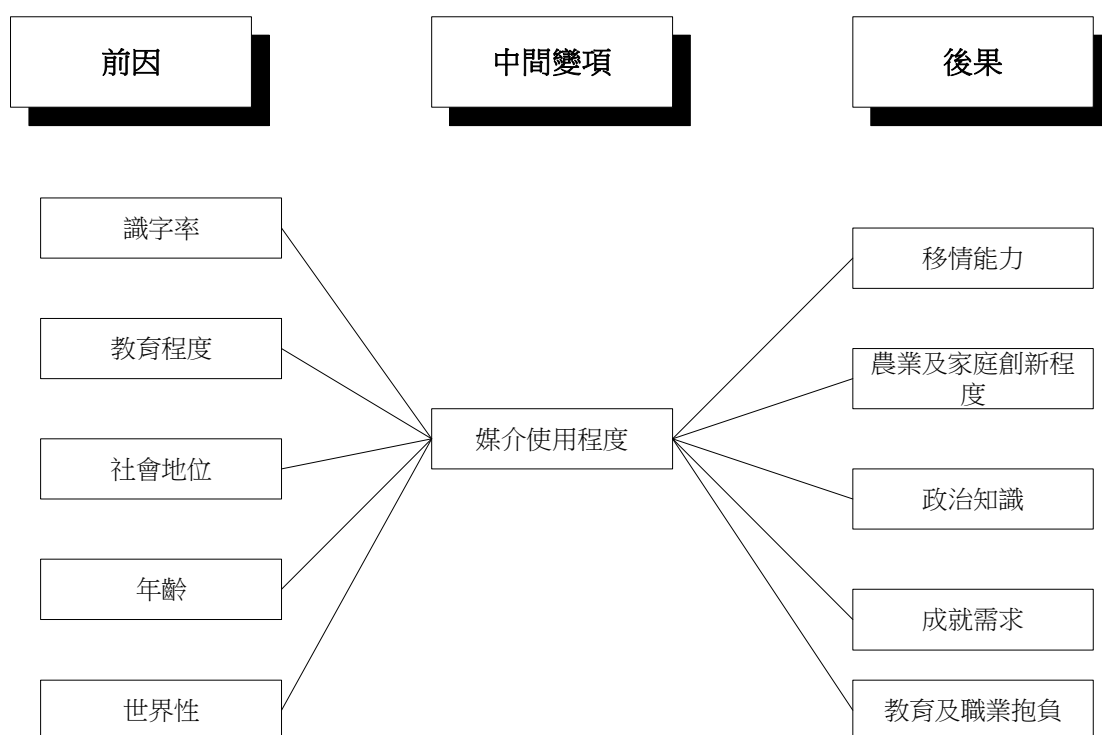 前因
中間變項
後果
識字率
教育程度
社會地位
年齡
世界性
媒介使用程度
移情能力
農業及家庭創新程
度
政治知識
成就需求
教育及職業抱負